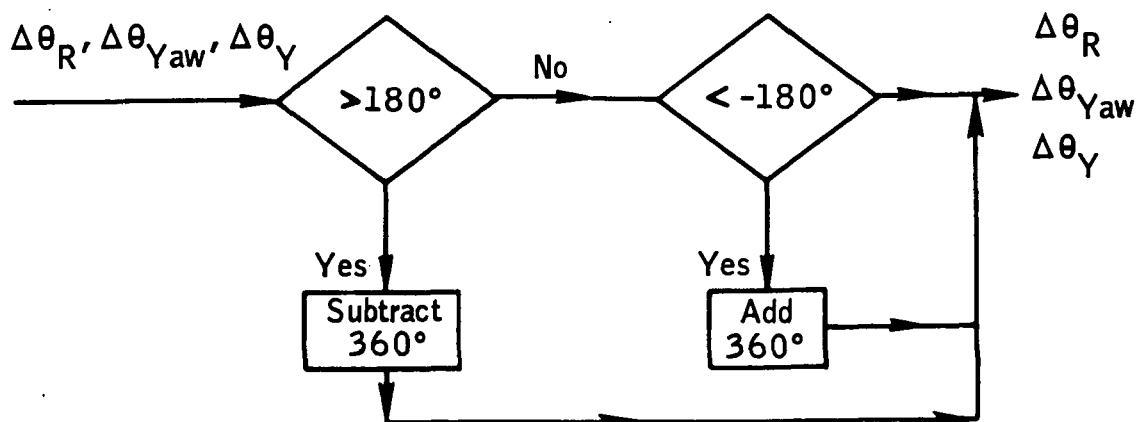 Δθ_R, Δθ_Yaw, Δθ_Y
>180°
No
< -180°
Δθ_R
Δθ_Yaw
Δθ_Y
Yes
Subtract
360°
Yes
Add
360°